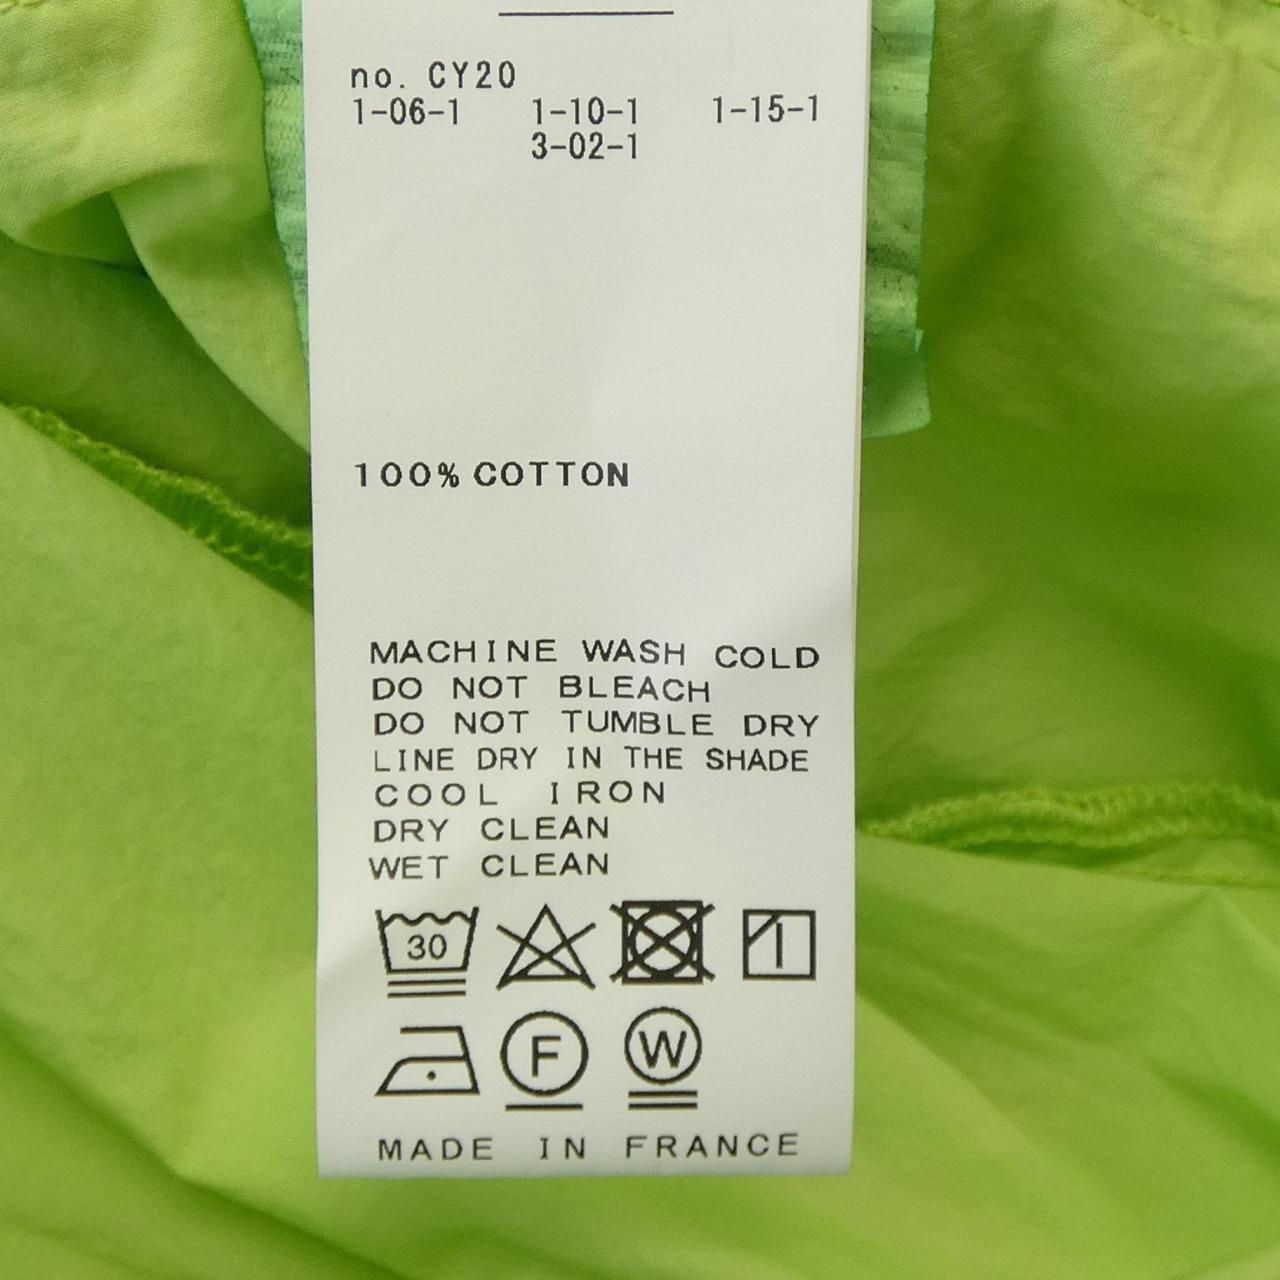 no. CY20
1-06-1 1-10-1 1-15-1
3-02-1
100% COTTON
MACHINE WASH COLD
DO NOT BLEACH
DO NOT TUMBLE DRY
LINE DRY IN THE SHADE
COOL IRON
DRY CLEAN
WET CLEAN
30
F W
MADE IN FRANCE